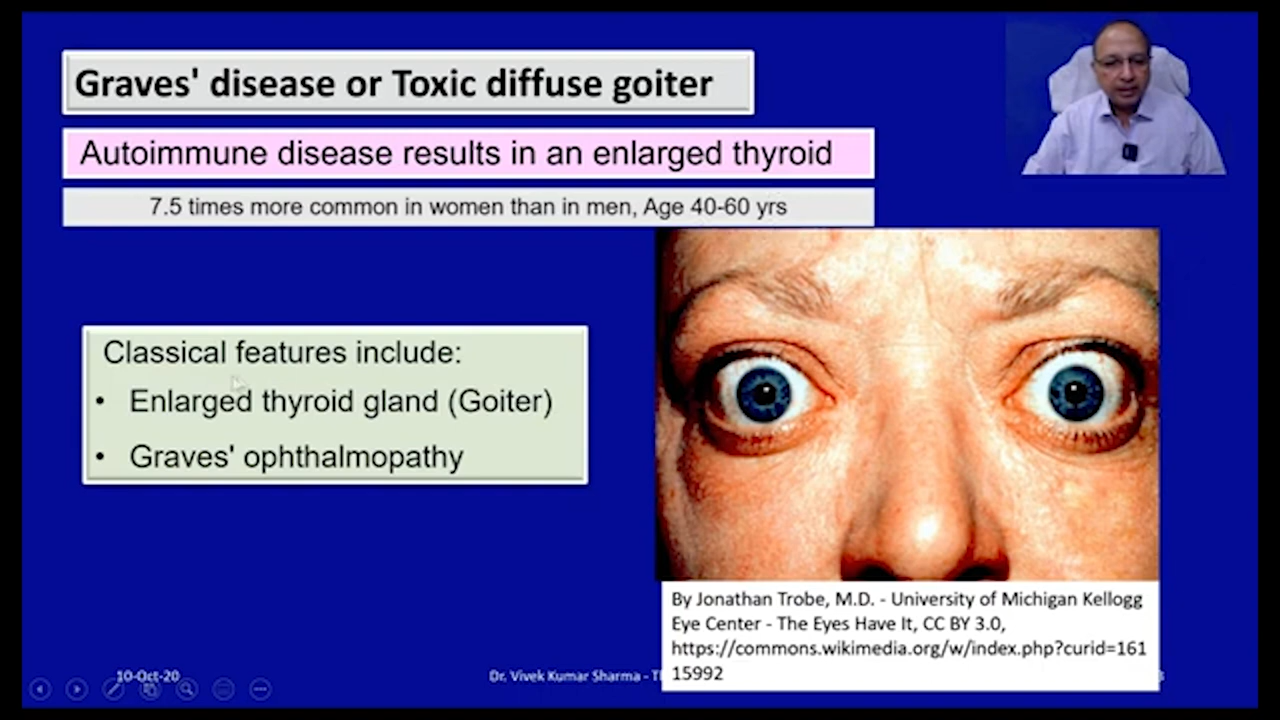 Graves' disease or Toxic diffuse goiter
Autoimmune disease results in an enlarged thyroid
7.5 times more common in women than in men, Age 40-60 yrs
Classical features include:
• Enlarged thyroid gland (Goiter)
• Graves' ophthalmopathy
By Jonathan Trobe, M.D. - University of Michigan Kellogg
Eye Center - The Eyes Have It, CC BY 3.0,
https://commons.wikimedia.org/w/index.php?curid=161
15992
10-Oct-20
Dr. Vivek Kumar Sharma -